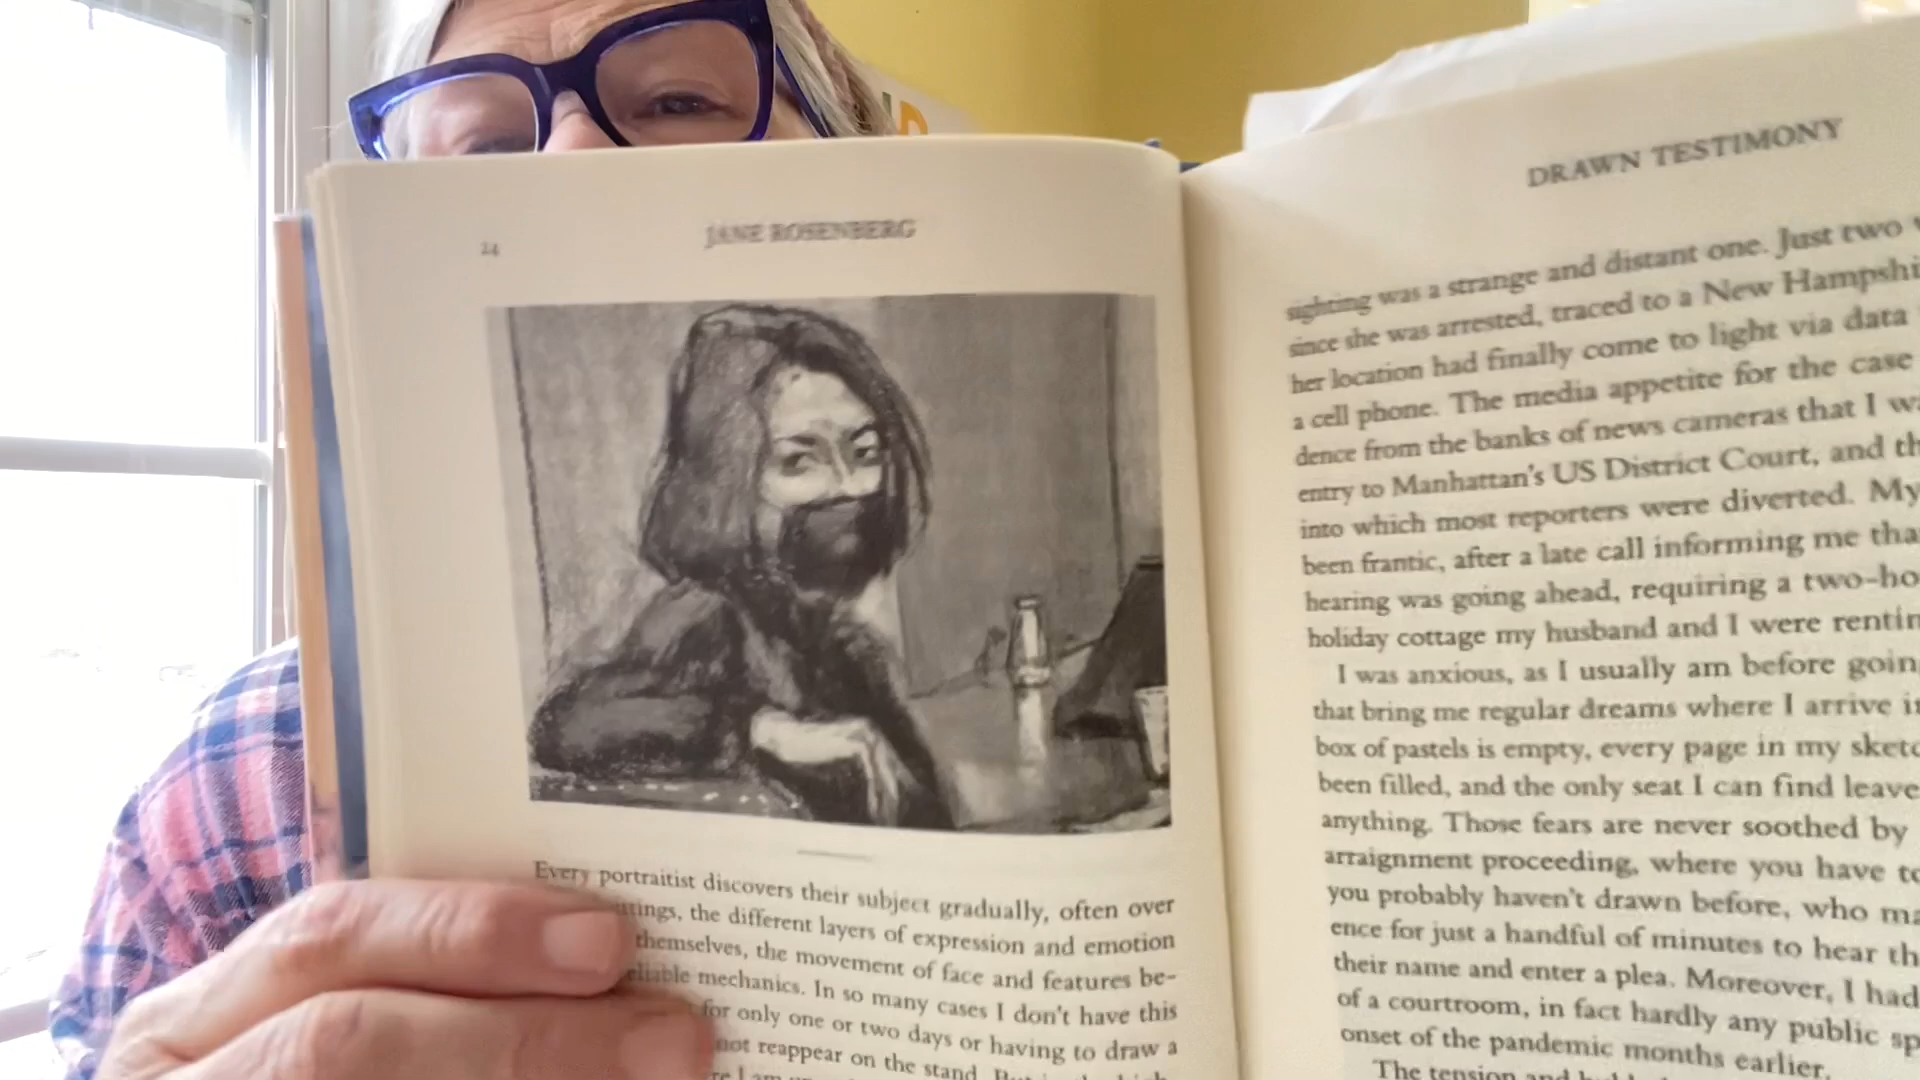 24
JANE ROSENBERG
Every portraitist discovers their subject gradually, often over
the different layers of expression and emotion
themselves, the movement of face and features be-
mechanics. In so many cases I don't have this
for only one or two days or having to draw a
not reappear on the stand.
DRAWN TESTIMONY
sighting was a strange and distant one. Just two
since she was arrested, traced to a New Hampshi
her location had finally come to light via data
a cell phone. The media appetite for the case
dence from the banks of news cameras that I wa
entry to Manhattan's US District Court, and th
into which most reporters were diverted. My
been frantic, after a late call informing me tha
hearing was going ahead, requiring a two-ho
holiday cottage my husband and I were rentin
I was anxious, as I usually am before goin
that bring me regular dreams where I arrive i
box of pastels is empty, every page in my sketc
been filled, and the only seat I can find leave
anything. Those fears are never soothed by
arraignment proceeding, where you have to
you probably haven't drawn before, who ma
ence for just a handful of minutes to hear th
their name and enter a plea. Moreover, I had
of a courtroom, in fact hardly any public sp
onset of the pandemic months earlier.
The tension and